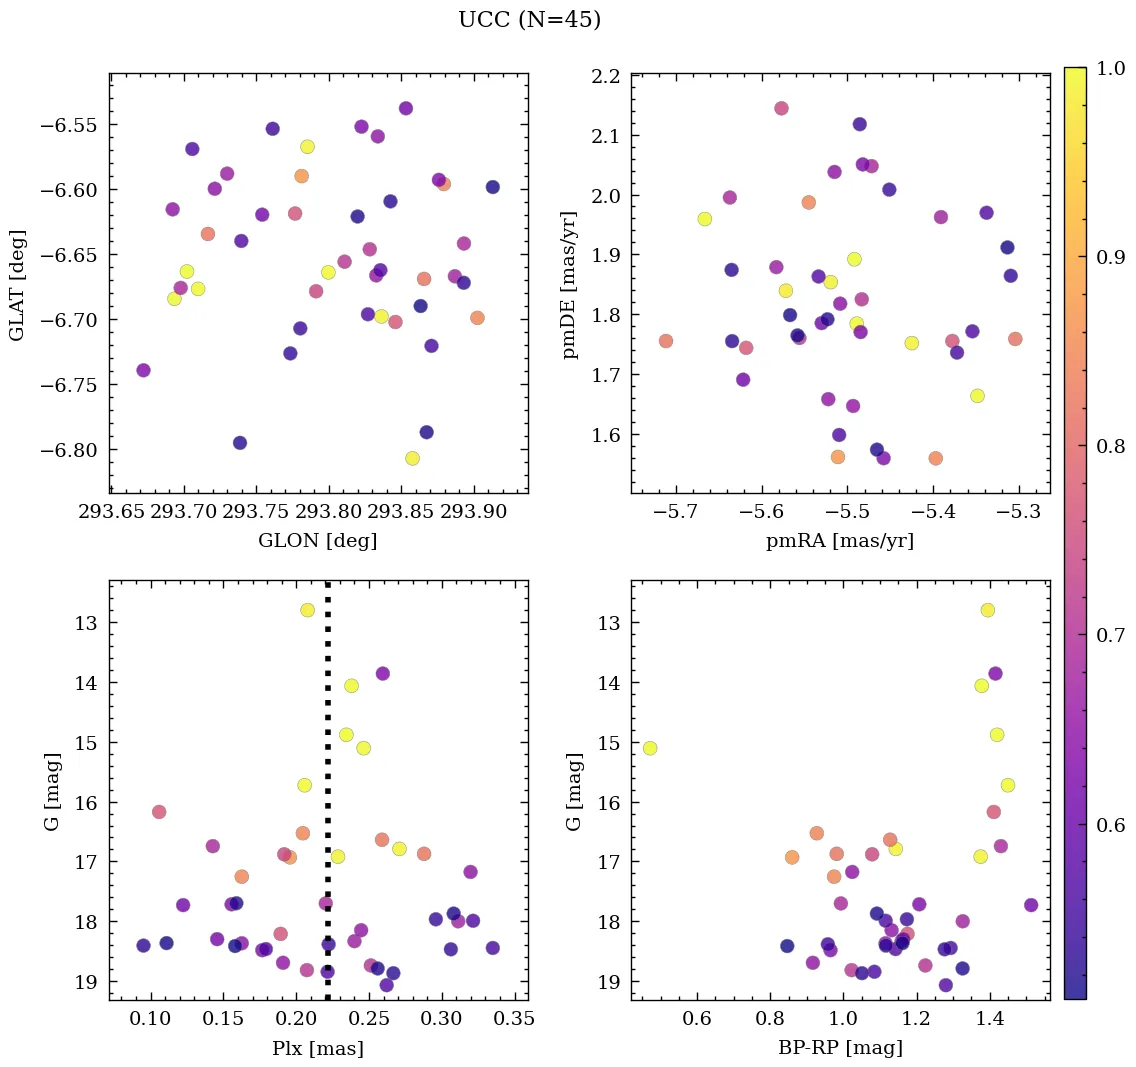 UCC (N=45)
−6.55
−6.60
−6.65
−6.70
−6.75
−6.80
GLAT [deg]
293.65 293.70 293.75 293.80 293.85 293.90
GLON [deg]
2.2
2.1
2.0
1.9
1.8
1.7
1.6
pmDE [mas/yr]
−5.7 −5.6 −5.5 −5.4 −5.3
pmRA [mas/yr]
13
14
15
16
17
18
19
G [mag]
0.10 0.15 0.20 0.25 0.30 0.35
Plx [mas]
13
14
15
16
17
18
19
G [mag]
0.6 0.8 1.0 1.2 1.4
BP-RP [mag]
1.0
0.9
0.8
0.7
0.6